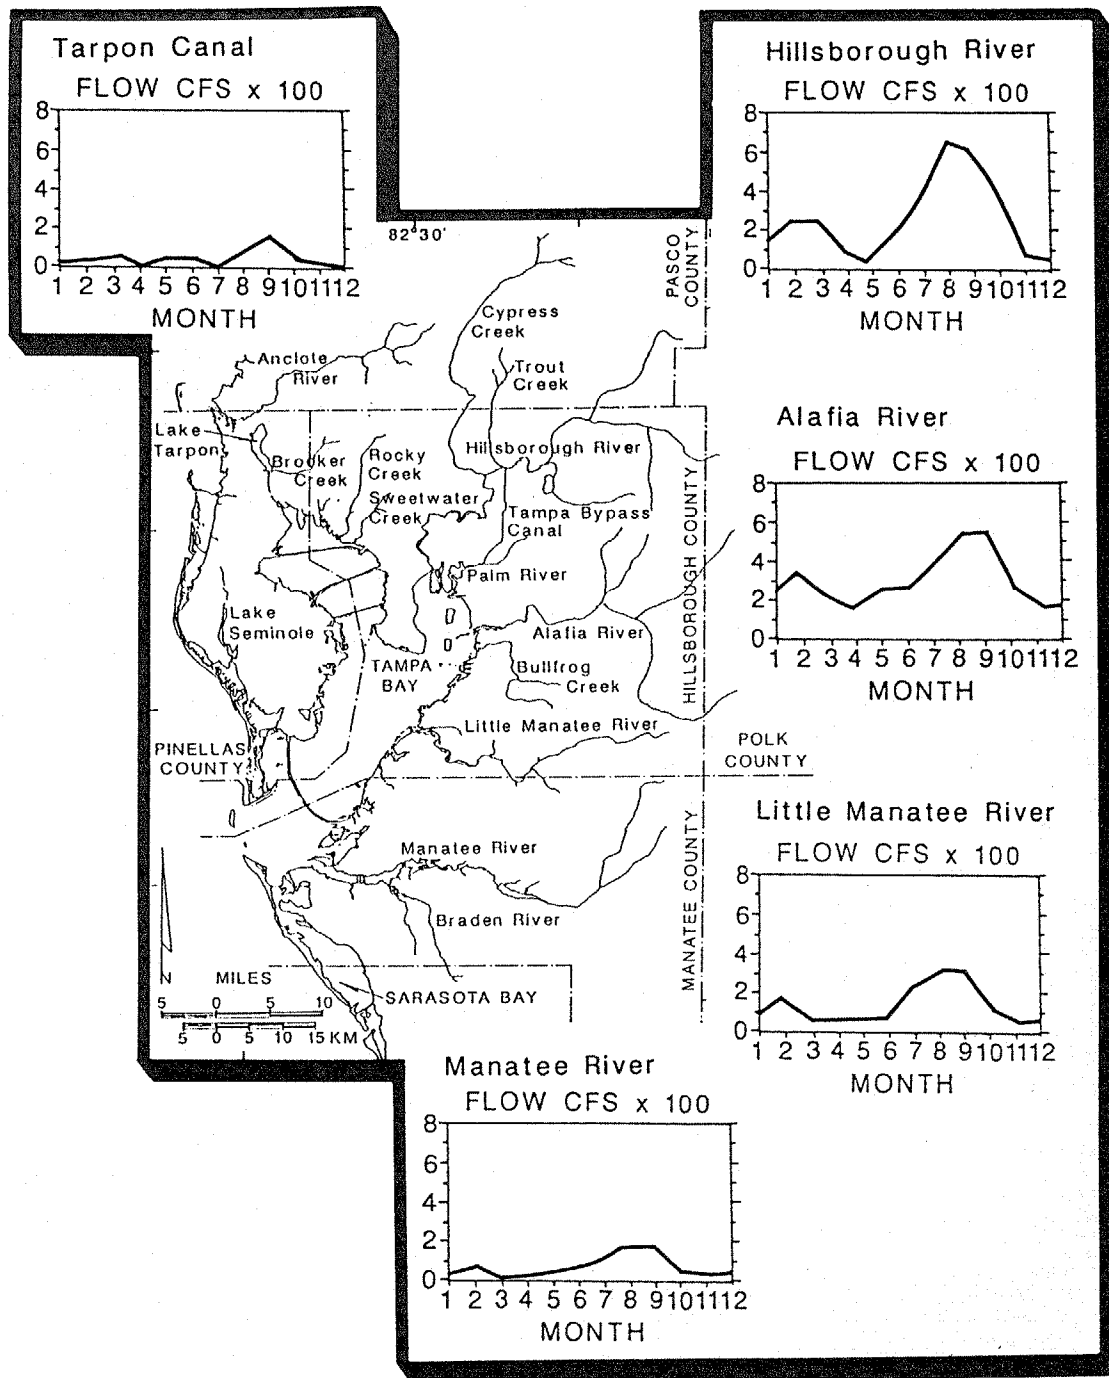 Tarpon Canal
FLOW CFS x 100
8
6
4
2
0
1 2 3 4 5 6 7 8 9 10 11 12
MONTH
Hillsborough River
FLOW CFS x 100
8
6
4
2
0
1 2 3 4 5 6 7 8 9 10 11 12
MONTH
82°30'
PASCO
COUNTY
Cypress
Creek
Anclote
River
Trout
Creek
Lake
Tarpon
Hillsborough River
Brooker
Creek
Rocky
Creek
Sweetwater
Creek
Tampa Bypass
Canal
HILLSBOROUGH COUNTY
Palm River
Lake
Seminole
Alafia River
TAMPA
BAY
Bullfrog
Creek
Little Manatee River
PINELLAS
COUNTY
POLK
COUNTY
Alafia River
FLOW CFS x 100
8
6
4
2
0
1 2 3 4 5 6 7 8 9 10 11 12
MONTH
Manatee River
MANATEE COUNTY
Braden River
SARASOTA BAY
N
MILES
5 0 5 10
5 0 5 10 15 KM
Little Manatee River
FLOW CFS x 100
8
6
4
2
0
1 2 3 4 5 6 7 8 9 10 11 12
MONTH
Manatee River
FLOW CFS x 100
8
6
4
2
0
1 2 3 4 5 6 7 8 9 10 11 12
MONTH